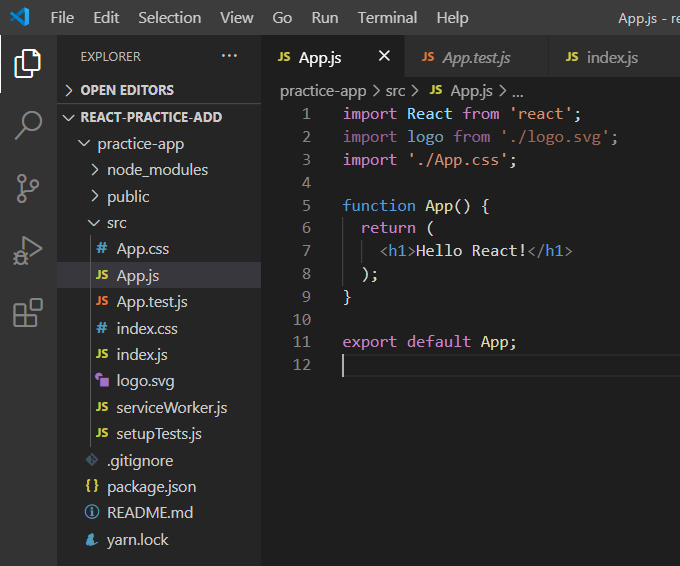 File Edit Selection View Go Run Terminal Help App.js - re
EXPLORER ...
OPEN EDITORS
REACT-PRACTICE-ADD
practice-app
node_modules
public
src
# App.css
JS App.js
JS App.test.js
# index.css
JS index.js
logo.svg
JS serviceWorker.js
JS setupTests.js
.gitignore
{} package.json
README.md
yarn.lock
JS App.js × JS App.test.js JS index.js
practice-app > src > JS App.js > ...
1 import React from 'react';
2 import logo from './logo.svg';
3 import './App.css';
4
5 function App() {
6   return (
7     <h1>Hello React!</h1>
8   );
9 }
10
11 export default App;
12